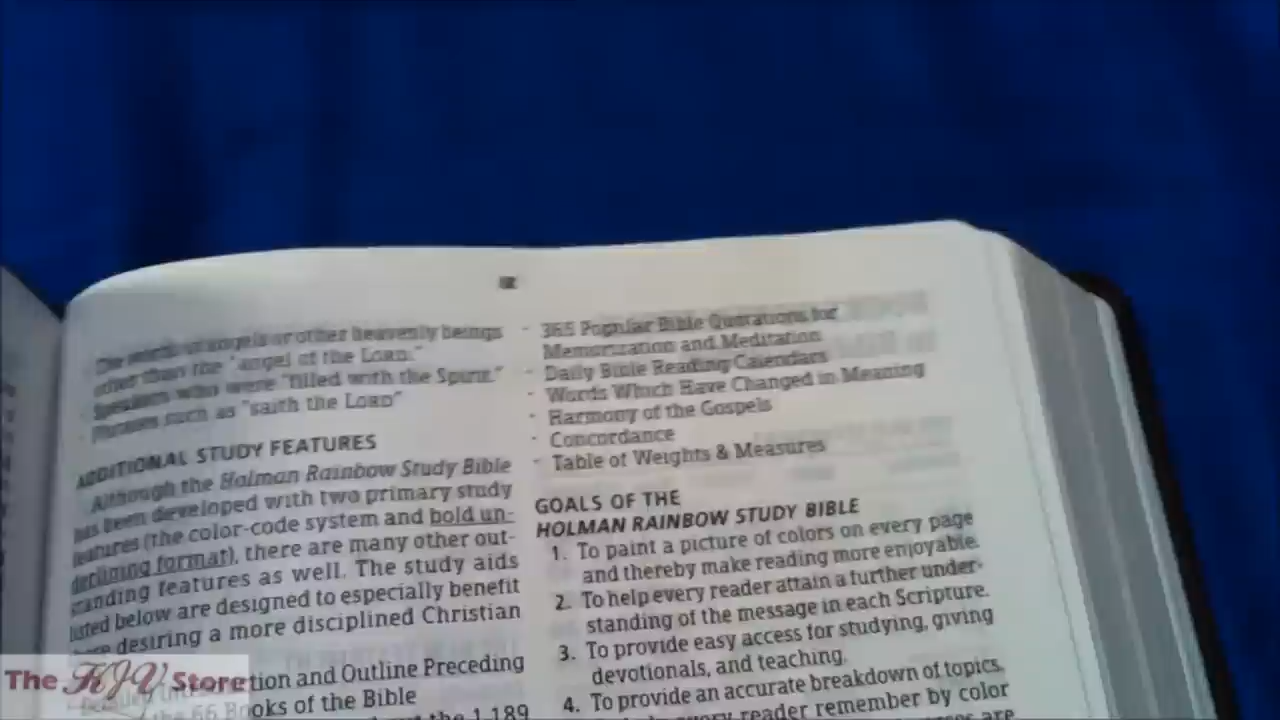 The words of angels or other heavenly beings
other than the "angel of the LORD."
Speakers who were "filled with the Spirit."
Phrases such as "saith the LORD"
ADDITIONAL STUDY FEATURES
Although the Holman Rainbow Study Bible
has been developed with two primary study
features (the color-code system and bold un-
derlining format), there are many other out-
standing features as well. The study aids
listed below are designed to especially benefit
desiring a more disciplined Christian
tion and Outline Preceding
the 66 Books of the Bible
the 1,189
· 365 Popular Bible Quotations for
Memorization and Meditation
· Daily Bible Reading Calendars
· Words Which Have Changed in Meaning
· Harmony of the Gospels
· Concordance
· Table of Weights & Measures
GOALS OF THE
HOLMAN RAINBOW STUDY BIBLE
1. To paint a picture of colors on every page
and thereby make reading more enjoyable.
2. To help every reader attain a further under-
standing of the message in each Scripture.
3. To provide easy access for studying, giving
devotionals, and teaching.
4. To provide an accurate breakdown of topics.
every reader remember by color
are
The KJV Store